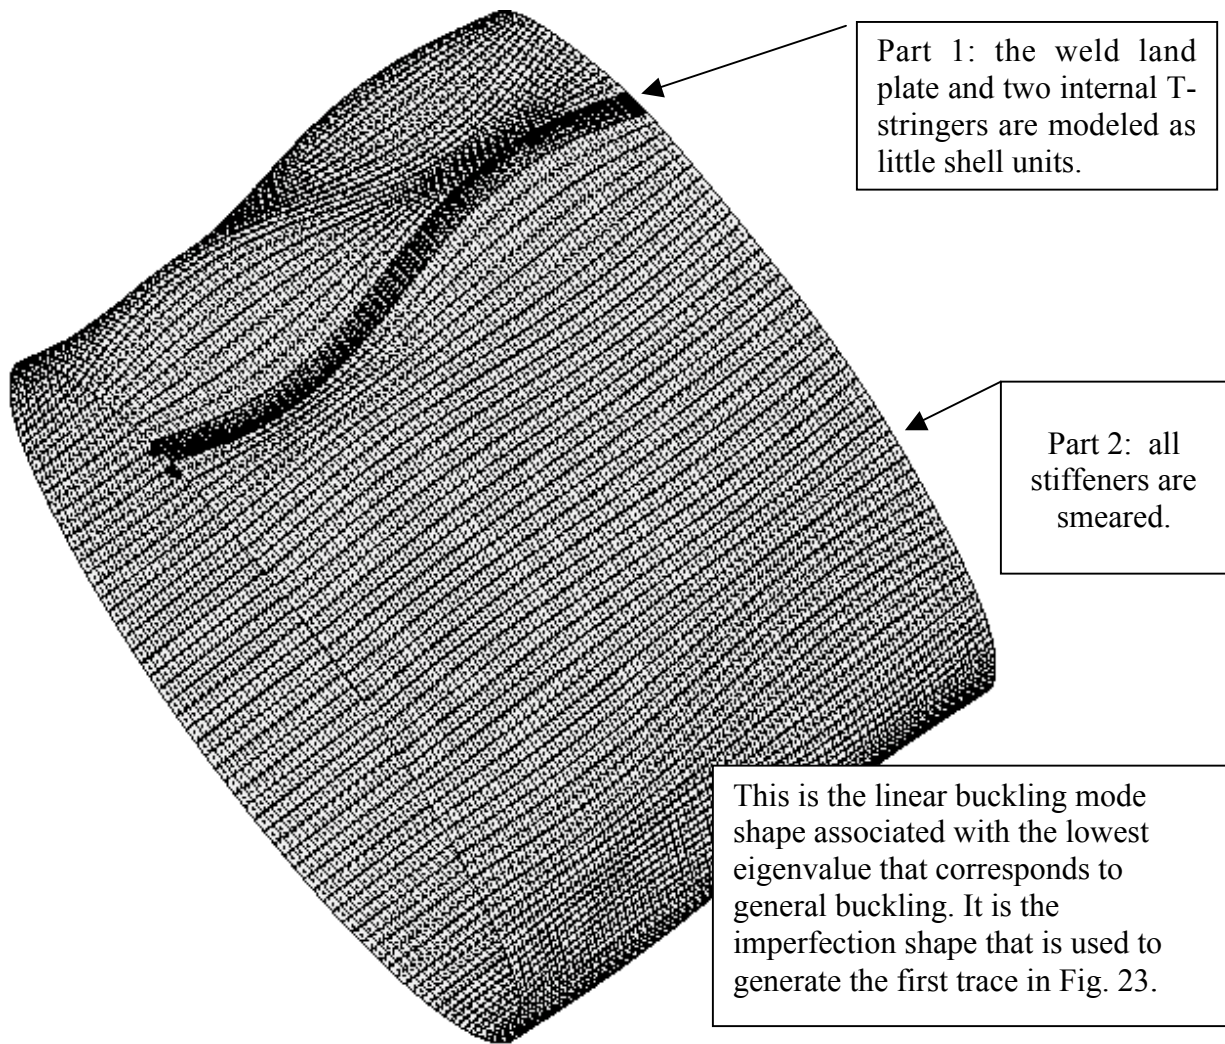 Part 1: the weld land
plate and two internal T-
stringers are modeled as
little shell units.
Part 2:  all
stiffeners are
smeared.
This is the linear buckling mode
shape associated with the lowest
eigenvalue that corresponds to
general buckling. It is the
imperfection shape that is used to
generate the first trace in Fig. 23.